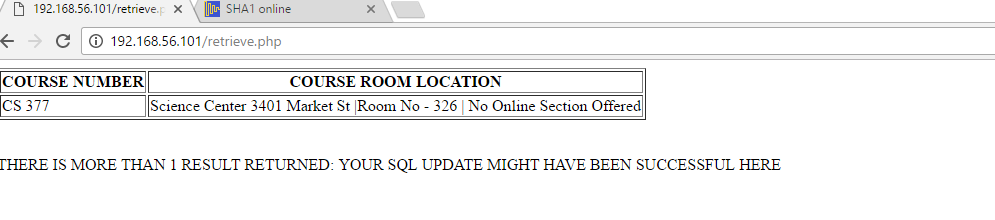 192.168.56.101/retrieve.p
SHA1 online
192.168.56.101/retrieve.php
COURSE NUMBER COURSE ROOM LOCATION
CS 377 Science Center 3401 Market St |Room No - 326 | No Online Section Offered
THERE IS MORE THAN 1 RESULT RETURNED: YOUR SQL UPDATE MIGHT HAVE BEEN SUCCESSFUL HERE